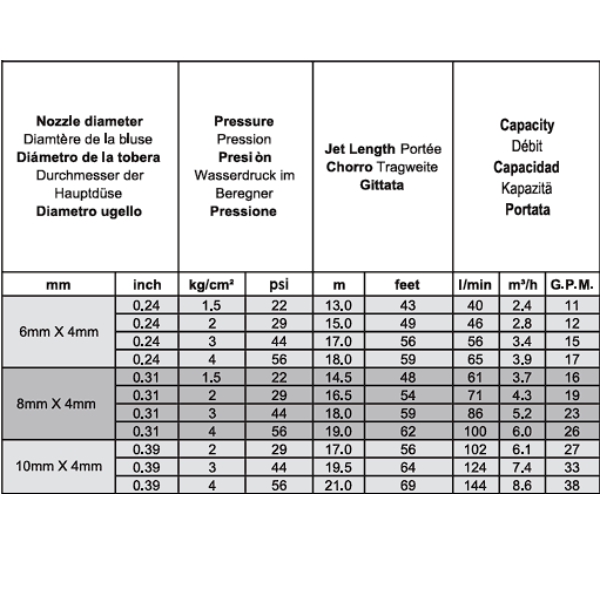 Nozzle diameter
Diamtère de la bluse
Diámetro de la tobera
Durchmesser der
Hauptdüse
Diametro ugello
Pressure
Pression
Presiòn
Wasserdruck im
Beregner
Pressione
Jet Length Portée
Chorro Tragweite
Gittata
Capacity
Débit
Capacidad
Kapazitä
Portata
mm inch kg/cm² psi m feet l/min m³/h G.P.M.
6mm X 4mm
0.24 1.5 22 13.0 43 40 2.4 11
0.24 2 29 15.0 49 46 2.8 12
0.24 3 44 17.0 56 56 3.4 15
0.24 4 56 18.0 59 65 3.9 17
8mm X 4mm
0.31 1.5 22 14.5 48 61 3.7 16
0.31 2 29 16.5 54 71 4.3 19
0.31 3 44 18.0 59 86 5.2 23
0.31 4 56 19.0 62 100 6.0 26
10mm X 4mm
0.39 2 29 17.0 56 102 6.1 27
0.39 3 44 19.5 64 124 7.4 33
0.39 4 56 21.0 69 144 8.6 38